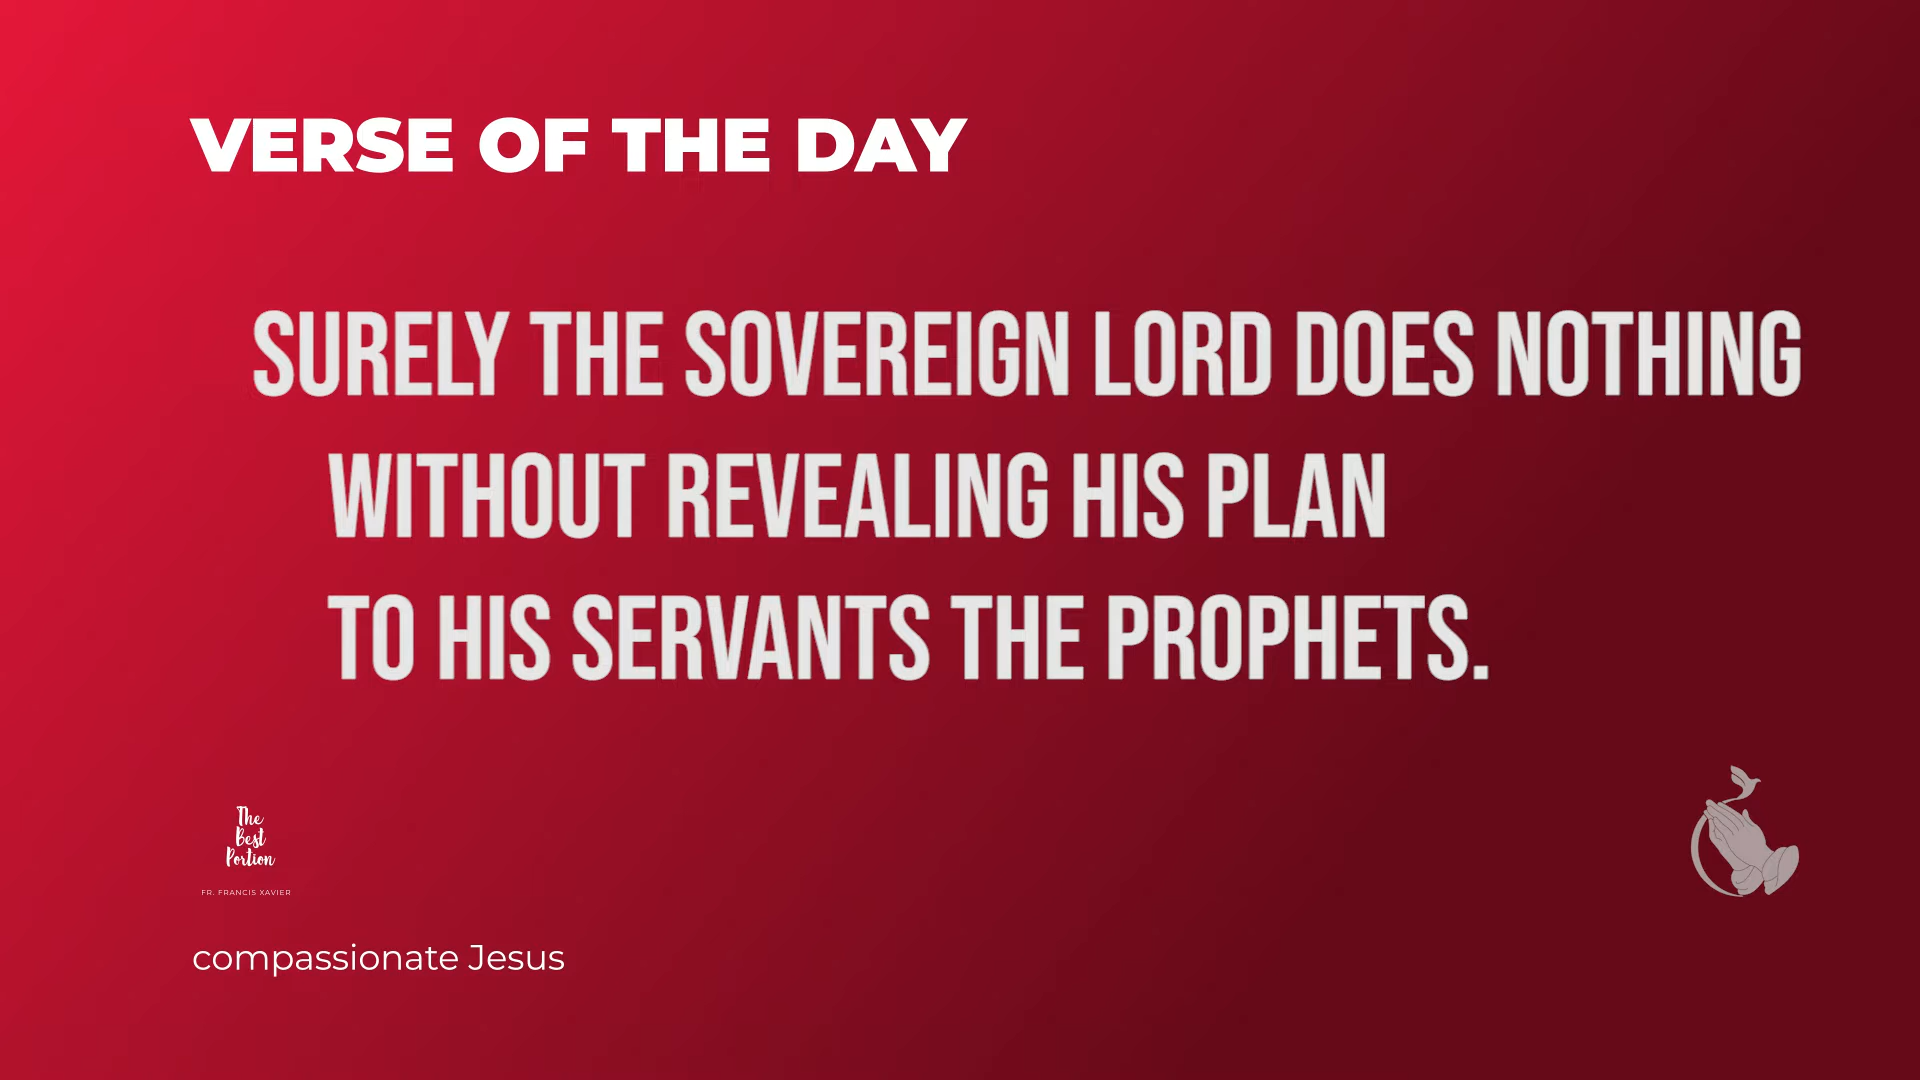 VERSE OF THE DAY
SURELY THE SOVEREIGN LORD DOES NOTHING
WITHOUT REVEALING HIS PLAN
TO HIS SERVANTS THE PROPHETS.
The
Best
Portion
FR. FRANCIS XAVIER
compassionate Jesus